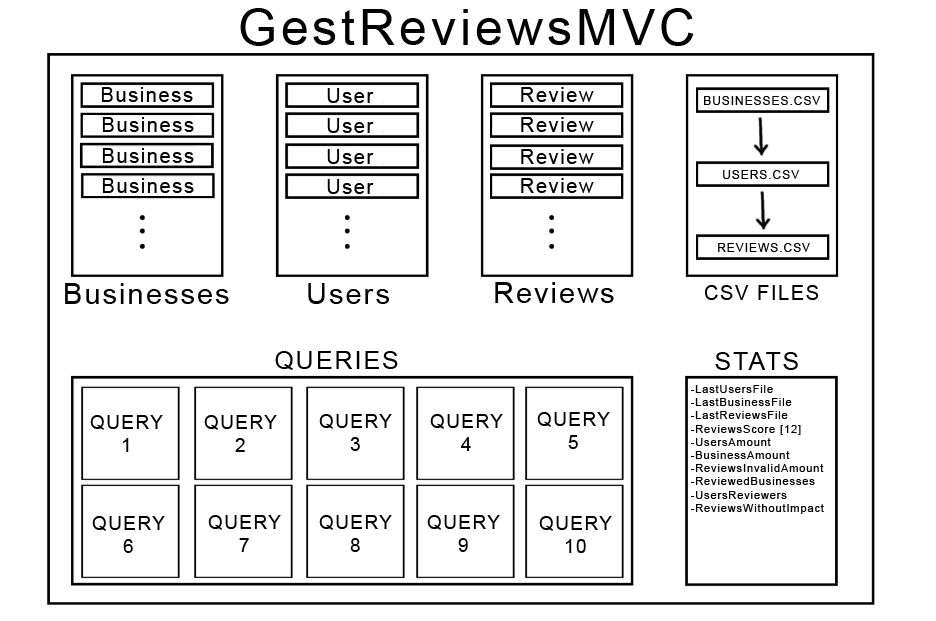 GestReviewsMVC
Business
Business
Business
Business
Businesses
User
User
User
User
Users
Review
Review
Review
Review
Reviews
BUSINESSES.CSV
USERS.CSV
REVIEWS.CSV
CSV FILES
QUERIES
QUERY
1
QUERY
2
QUERY
3
QUERY
4
QUERY
5
QUERY
6
QUERY
7
QUERY
8
QUERY
9
QUERY
10
STATS
-LastUsersFile
-LastBusinessFile
-LastReviewsFile
-ReviewsScore [12]
-UsersAmount
-BusinessAmount
-ReviewsInvalidAmount
-ReviewedBusinesses
-UsersReviewers
-ReviewsWithoutImpact